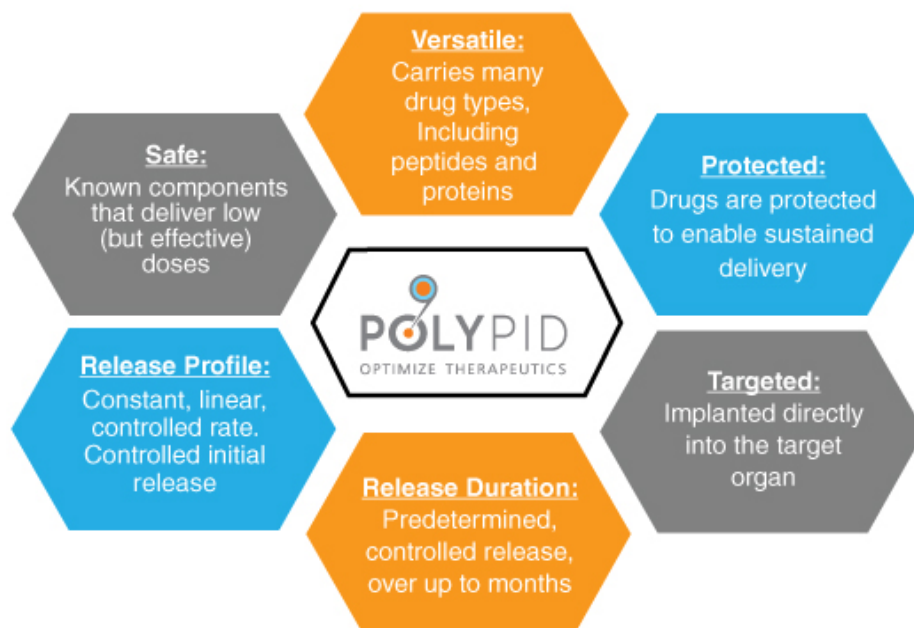 Versatile:
Carries many
drug types,
Including
peptides and
proteins
Safe:
Known components
that deliver low
(but effective)
doses
Protected:
Drugs are protected
to enable sustained
delivery
POLYPID
OPTIMIZE THERAPEUTICS
Release Profile:
Constant, linear,
controlled rate.
Controlled initial
release
Targeted:
Implanted directly
into the target
organ
Release Duration:
Predetermined,
controlled release,
over up to months